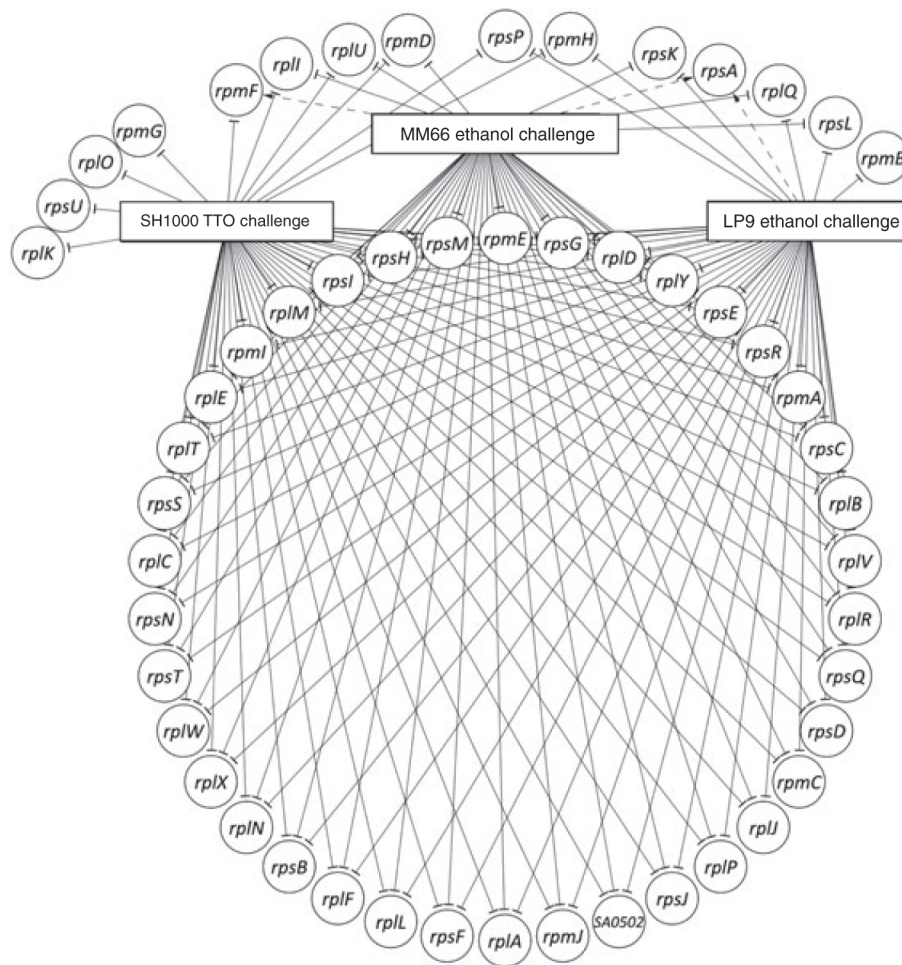 rpsP
rpmH
rplU
rpmD
rplI
rpsK
rpsA
rpmF
rplQ
rpsL
rpmG
MM66 ethanol challenge
rplO
rpmB
rpsU
SH1000 TTO challenge
LP9 ethanol challenge
rplK
rpsH
rpsM
rpmE
rpsG
rplD
rpsI
rplY
rplM
rpsE
rpmI
rpsR
rplE
rpmA
rplT
rpsC
rpsS
rplB
rplC
rplV
rpsN
rplR
rpsT
rpsQ
rplW
rpsD
rplX
rpmC
rplN
rplJ
rpsB
rplP
rplF
rpsJ
rplL
SA0502
rpsF
rplA
rpmJ